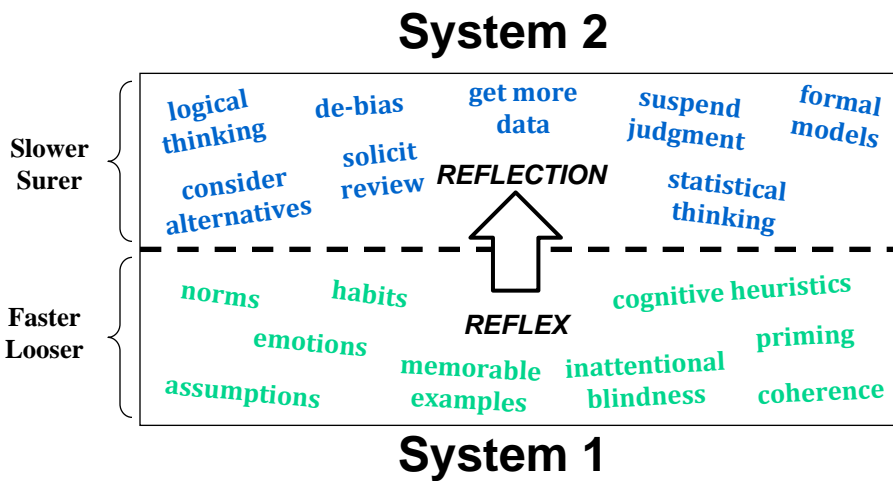 System 2
Slower
Surer
logical
thinking
de-bias
get more
data
suspend
judgment
formal
models
consider
alternatives
solicit
review
REFLECTION
statistical
thinking
Faster
Looser
norms
habits
cognitive heuristics
REFLEX
emotions
priming
assumptions
memorable
examples
inattentional
blindness
coherence
System 1